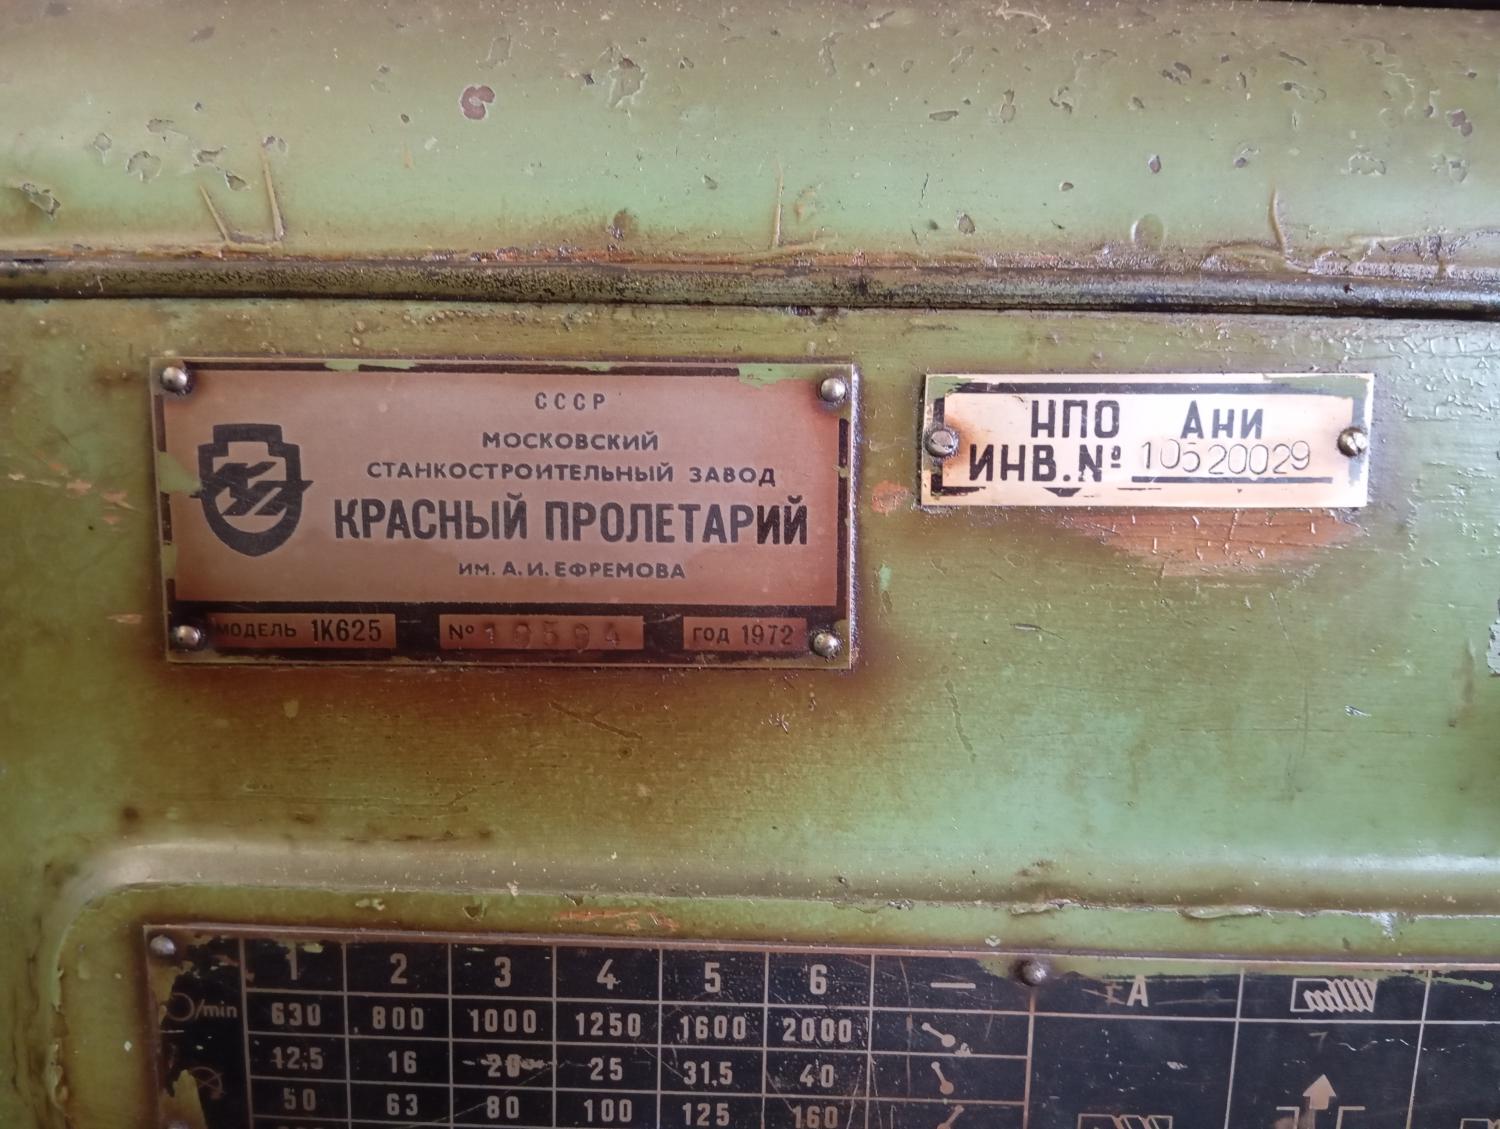 СССР
МОСКОВСКИЙ
СТАНКОСТРОИТЕЛЬНЫЙ ЗАВОД
КРАСНЫЙ ПРОЛЕТАРИЙ
ИМ. А. И. ЕФРЕМОВА
МОДЕЛЬ 1К625 № ГОД 1972
НПО Ани
ИНВ. № 10520029
1 2 3 4 5 6 — A
/min 630 800 1000 1250 1600 2000
12,5 16 20 25 31,5 40
50 63 80 100 125 160